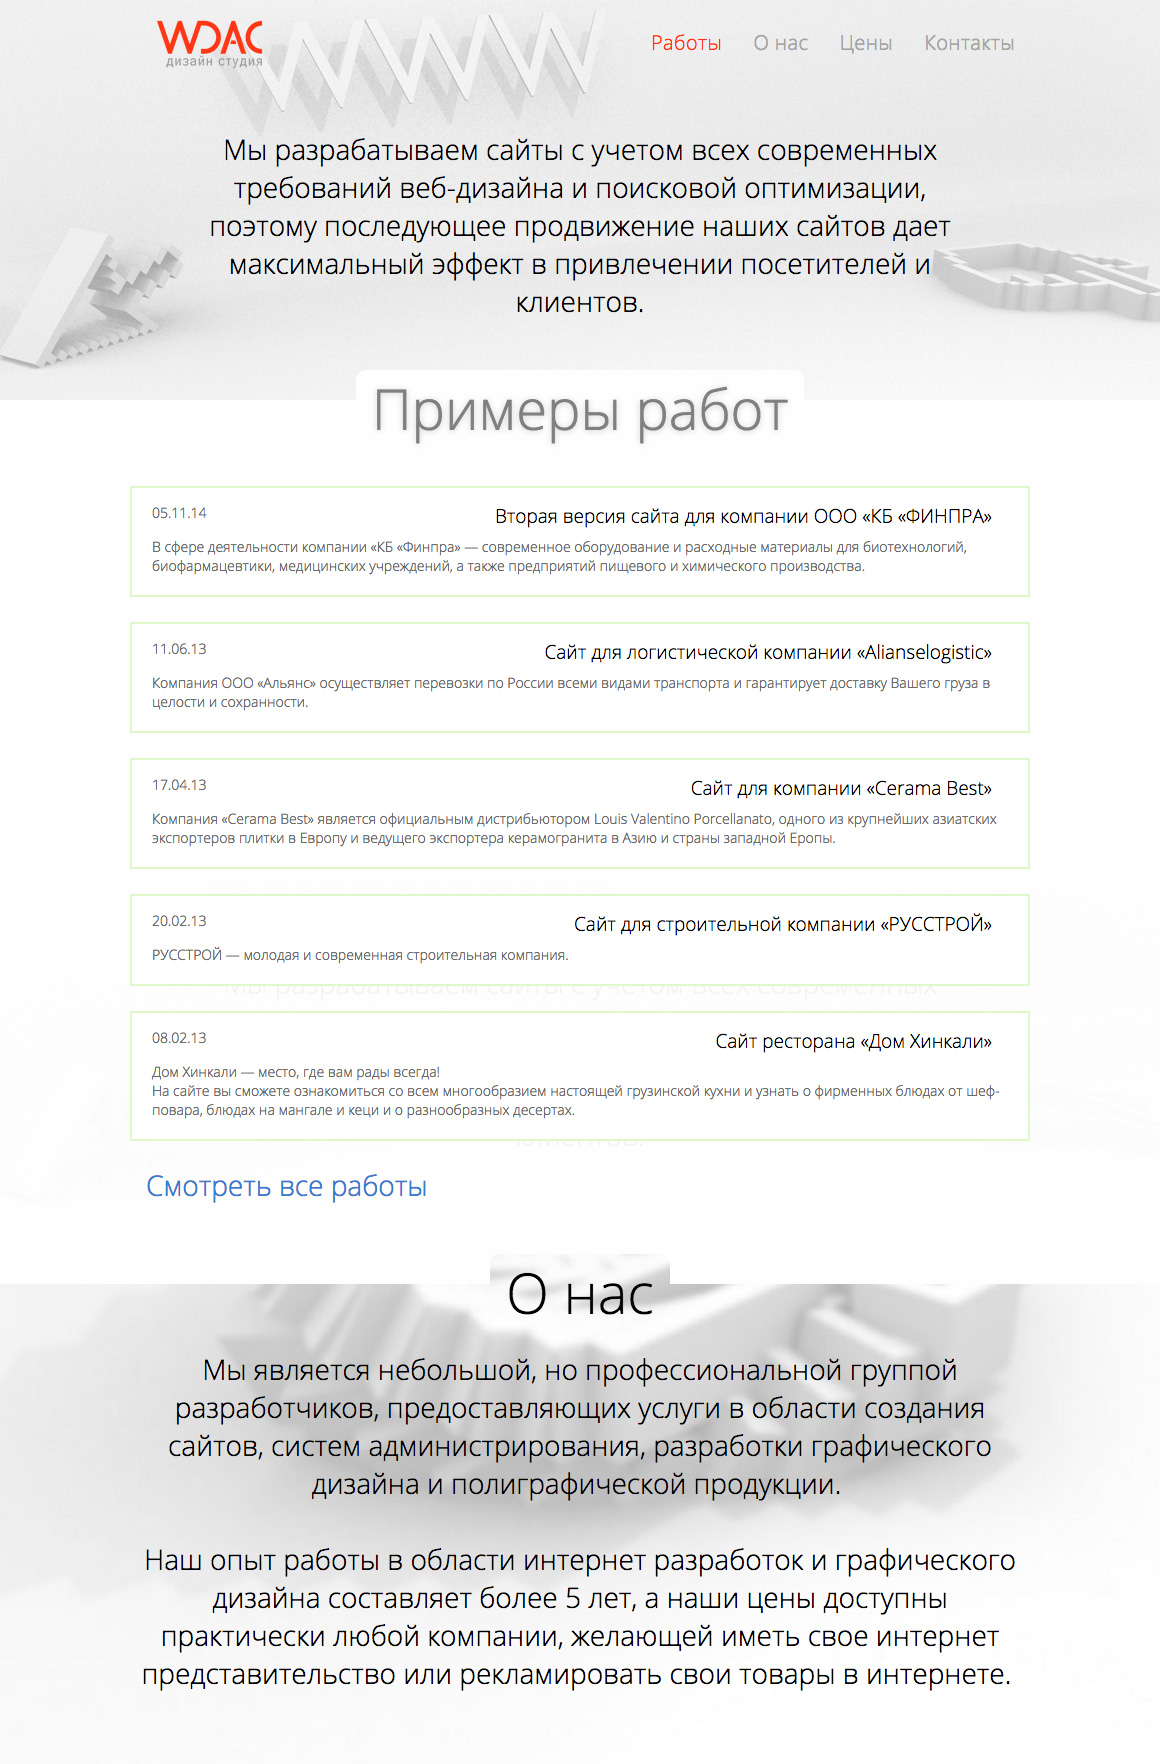 WDAC
дизайн студия
Работы О нас Цены Контакты
Мы разрабатываем сайты с учетом всех современных
требований веб-дизайна и поисковой оптимизации,
поэтому последующее продвижение наших сайтов дает
максимальный эффект в привлечении посетителей и
клиентов.
Примеры работ
05.11.14 Вторая версия сайта для компании ООО «КБ «ФИНПРА»
В сфере деятельности компании «КБ «Финпра» — современное оборудование и расходные материалы для биотехнологий,
биофармацевтики, медицинских учреждений, а также предприятий пищевого и химического производства.
11.06.13 Сайт для логистической компании «Alianselogistic»
Компания ООО «Альянс» осуществляет перевозки по России всеми видами транспорта и гарантирует доставку Вашего груза в
целости и сохранности.
17.04.13 Сайт для компании «Cerama Best»
Компания «Cerama Best» является официальным дистрибьютором Louis Valentino Porcellanato, одного из крупнейших азиатских
экспортеров плитки в Европу и ведущего экспортера керамогранита в Азию и страны западной Еропы.
20.02.13 Сайт для строительной компании «РУССТРОЙ»
РУССТРОЙ — молодая и современная строительная компания.
Мы разрабатываем сайты с учетом всех современных
08.02.13 Сайт ресторана «Дом Хинкали»
Дом Хинкали — место, где вам рады всегда!
На сайте вы сможете ознакомиться со всем многообразием настоящей грузинской кухни и узнать о фирменных блюдах от шеф-
повара, блюдах на мангале и кеци и о разнообразных десертах.
клиентов.
Смотреть все работы
О нас
Мы является небольшой, но профессиональной группой
разработчиков, предоставляющих услуги в области создания
сайтов, систем администрирования, разработки графического
дизайна и полиграфической продукции.
Наш опыт работы в области интернет разработок и графического
дизайна составляет более 5 лет, а наши цены доступны
практически любой компании, желающей иметь свое интернет
представительство или рекламировать свои товары в интернете.